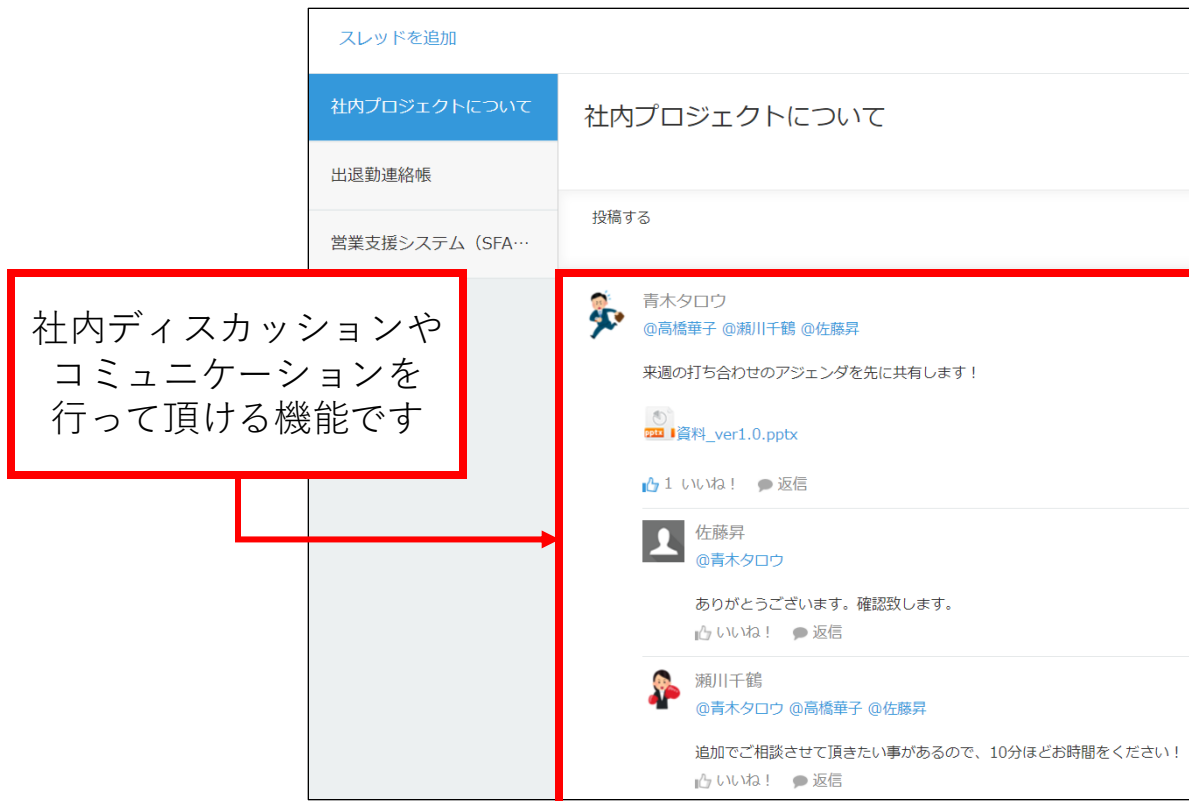 スレッドを追加
社内プロジェクトについて
出退勤連絡帳
営業支援システム（SFA…
社内ディスカッションや
コミュニケーションを
行って頂ける機能です
社内プロジェクトについて
投稿する
青木タロウ
@高橋華子 @瀬川千鶴 @佐藤昇
来週の打ち合わせのアジェンダを先に共有します！
pptx 資料_ver1.0.pptx
1 いいね！ 返信
佐藤昇
@青木タロウ
ありがとうございます。確認致します。
いいね！ 返信
瀬川千鶴
@青木タロウ @高橋華子 @佐藤昇
追加でご相談させて頂きたい事があるので、10分ほどお時間をください！
いいね！ 返信